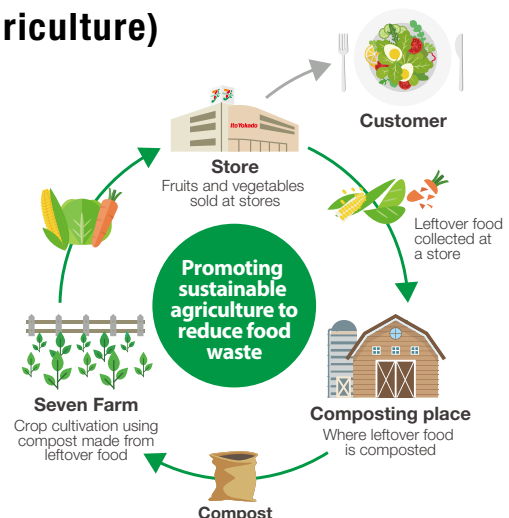 riculture)
Ito Yokado
Customer
Store
Fruits and vegetables
sold at stores
Leftover food
collected at
a store
Promoting
sustainable
agriculture to
reduce food
waste
Seven Farm
Crop cultivation using
compost made from
leftover food
Composting place
Where leftover food
is composted
Compost